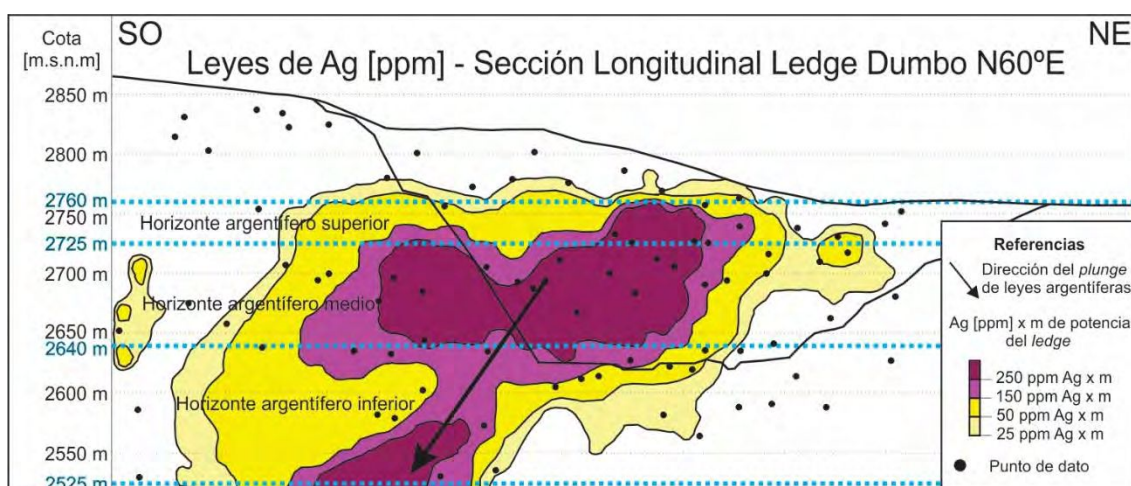 Cota
[m.s.n.m]
SO
NE
Leyes de Ag [ppm] - Sección Longitudinal Ledge Dumbo N60ºE
2850 m
2800 m
2760 m
2750 m
2725 m
2700 m
2650 m
2640 m
2600 m
2550 m
2525 m
Horizonte argentífero superior
Horizonte argentífero medio
Horizonte argentífero inferior
Referencias
Dirección del plunge
de leyes argentíferas
Ag [ppm] x m de potencia
del ledge
250 ppm Ag x m
150 ppm Ag x m
50 ppm Ag x m
25 ppm Ag x m
Punto de dato